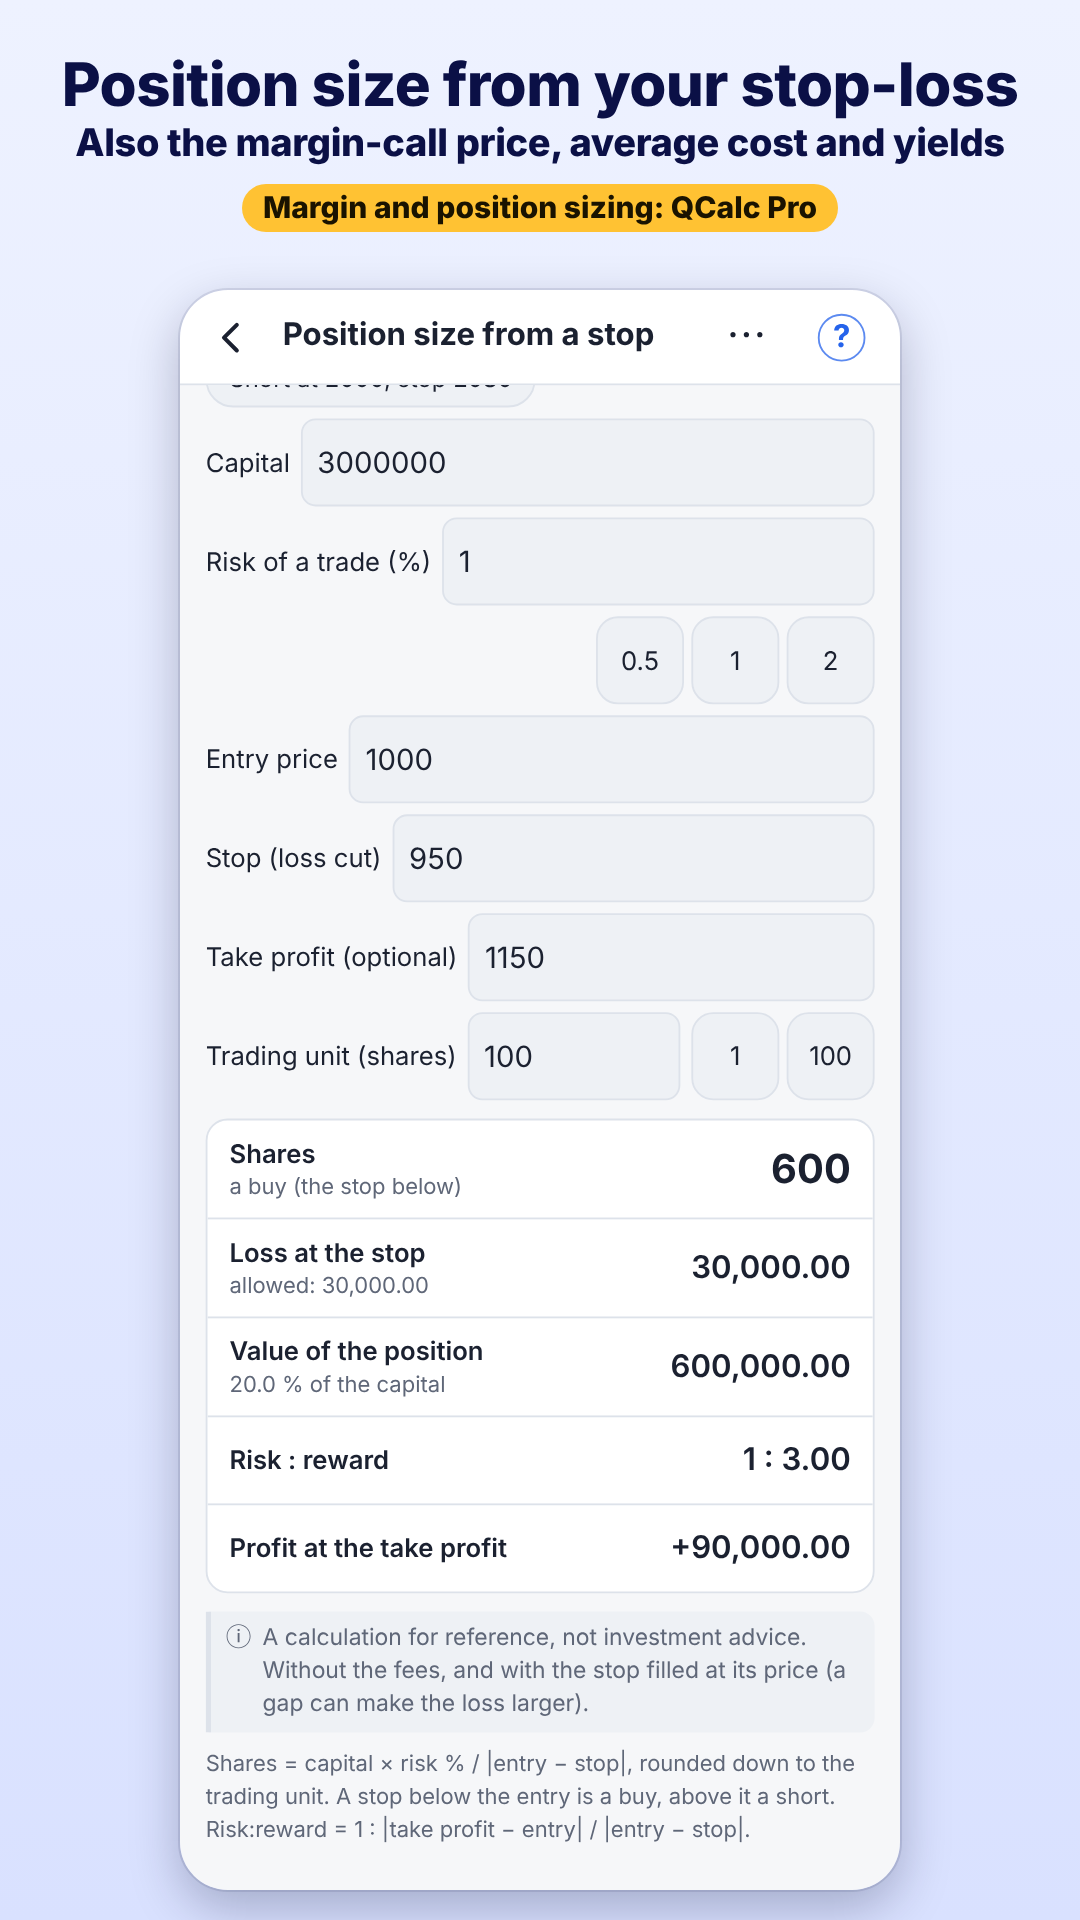 Position size from your stop-loss
Also the margin-call price, average cost and yields
Margin and position sizing: QCalc Pro
Position size from a stop
?
Capital
3000000
Risk of a trade (%)
1
0.5
1
2
Entry price
1000
Stop (loss cut)
950
Take profit (optional)
1150
Trading unit (shares)
100
1
100
Shares
600
a buy (the stop below)
Loss at the stop
30,000.00
allowed: 30,000.00
Value of the position
600,000.00
20.0 % of the capital
Risk : reward
1 : 3.00
Profit at the take profit
+90,000.00
ⓘ A calculation for reference, not investment advice.
Without the fees, and with the stop filled at its price (a
gap can make the loss larger).
Shares = capital × risk % / |entry − stop|, rounded down to the
trading unit. A stop below the entry is a buy, above it a short.
Risk:reward = 1 : |take profit − entry| / |entry − stop|.